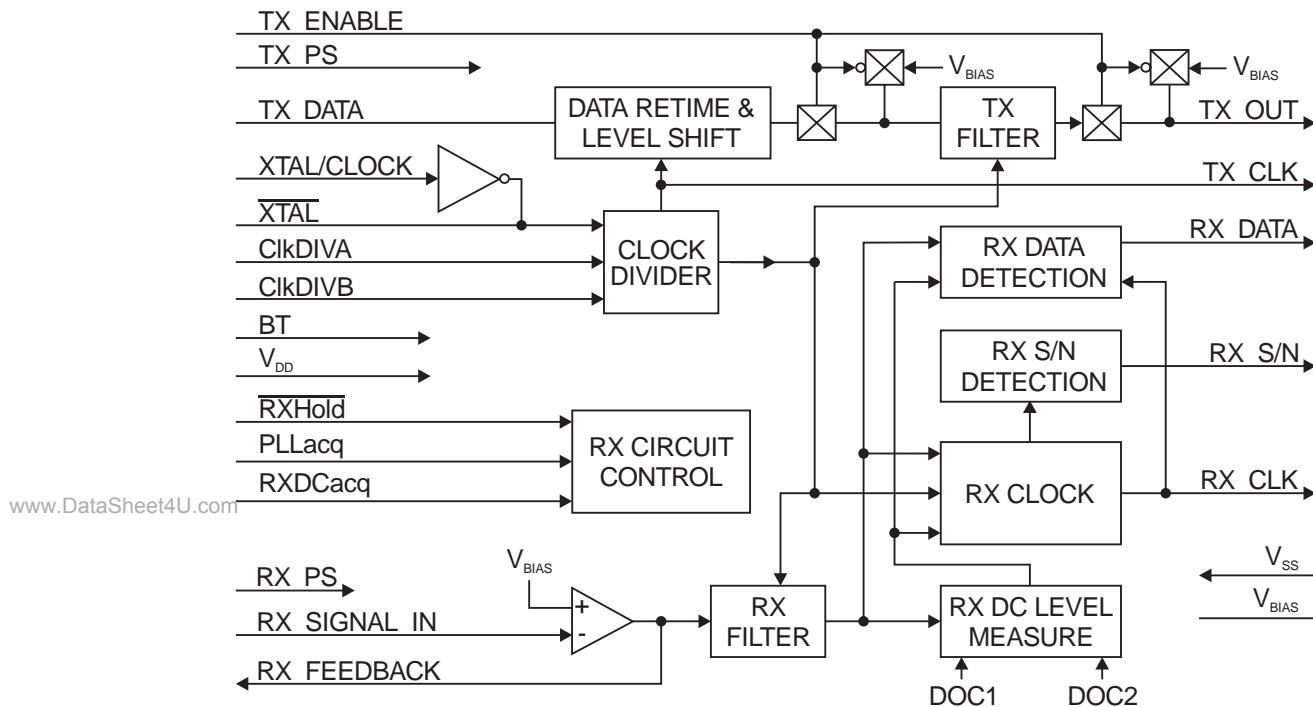 TX ENABLE
TX PS
V_BIAS
V_BIAS
TX DATA
DATA RETIME &
LEVEL SHIFT
TX
FILTER
TX OUT
XTAL/CLOCK
TX CLK
X̅T̅A̅L̅
ClkDIVA
ClkDIVB
CLOCK
DIVIDER
RX DATA
DETECTION
RX DATA
BT
V_DD
RX S/N
DETECTION
RX S/N
R̅X̅H̅o̅l̅d̅
PLLacq
RXDCacq
RX CIRCUIT
CONTROL
RX CLOCK
RX CLK
www.DataSheet4U.com
V_BIAS
V_SS
V_BIAS
RX PS
RX SIGNAL IN
RX FEEDBACK
+
-
RX
FILTER
RX DC LEVEL
MEASURE
DOC1
DOC2